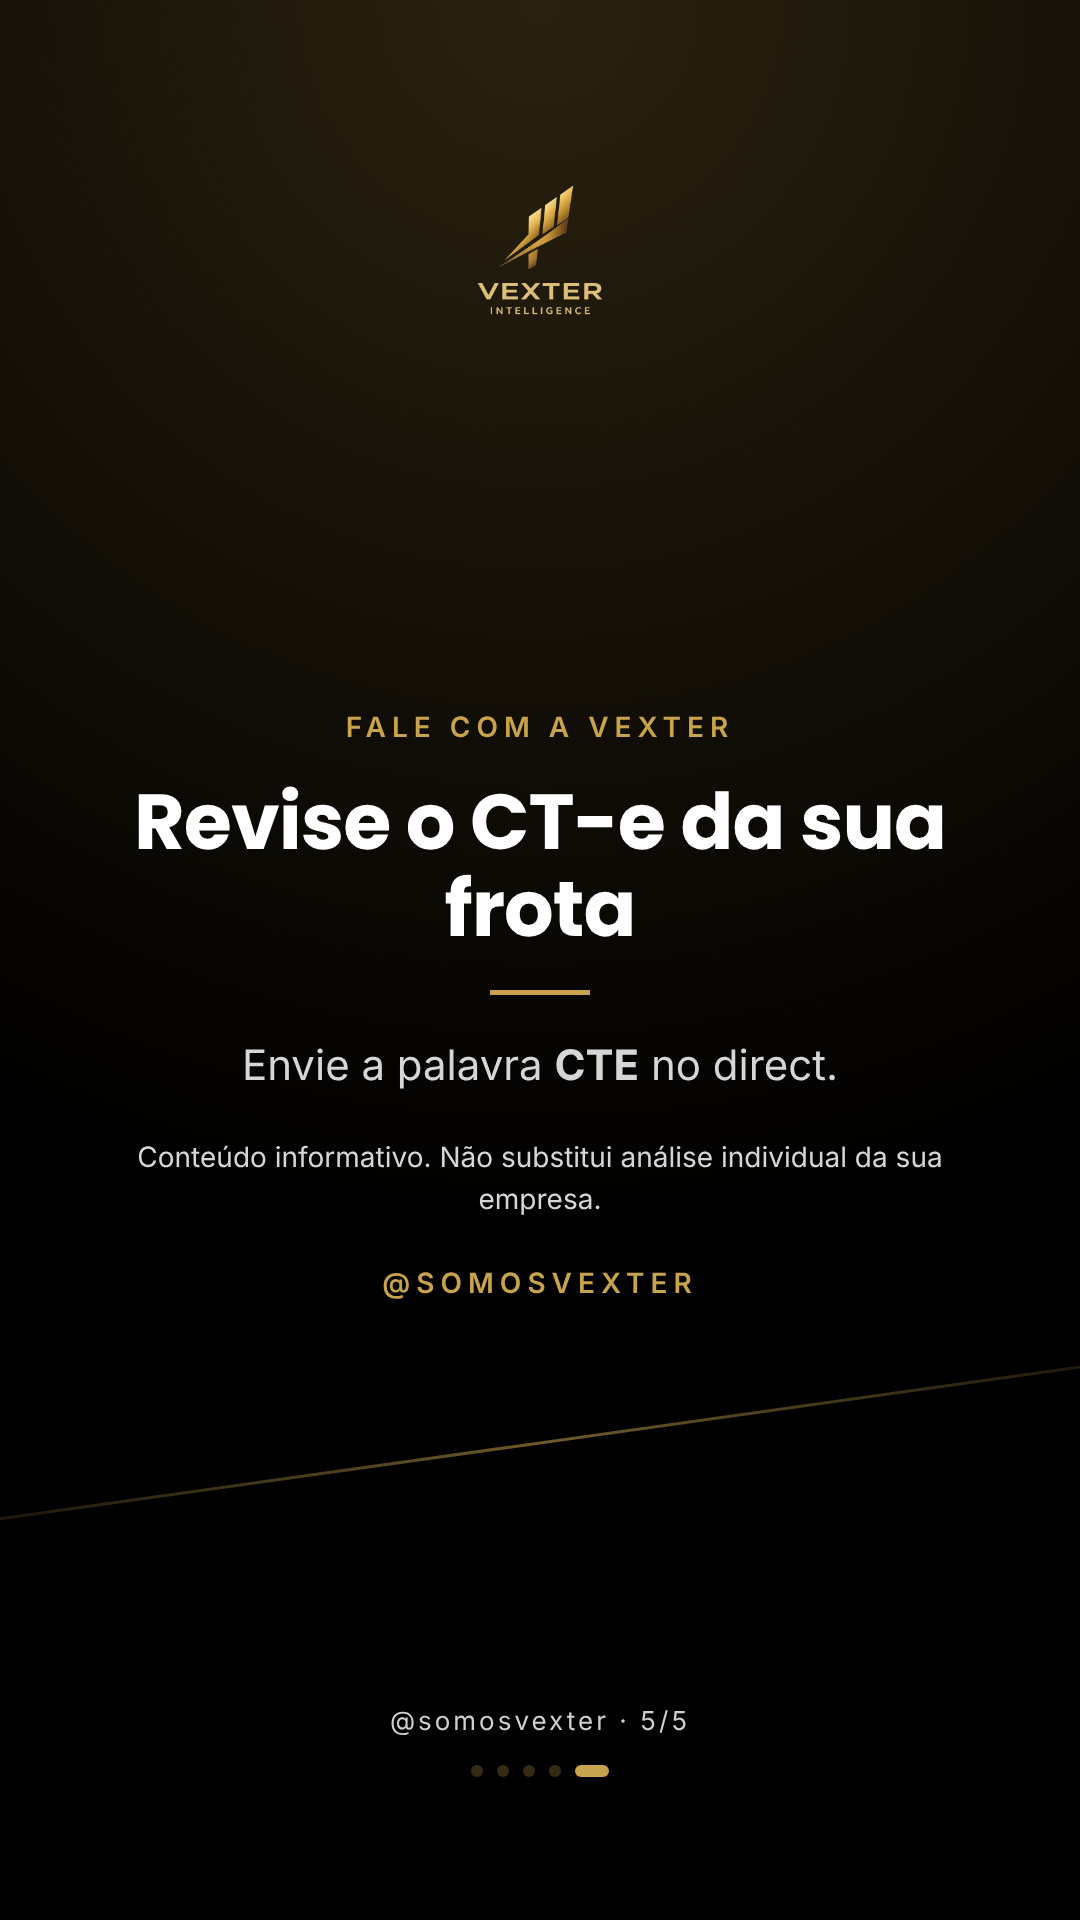 VEXTER
INTELLIGENCE
FALE COM A VEXTER
Revise o CT-e da sua
frota
Envie a palavra CTE no direct.
Conteúdo informativo. Não substitui análise individual da sua
empresa.
@SOMOSVEXTER
@somosvexter · 5/5